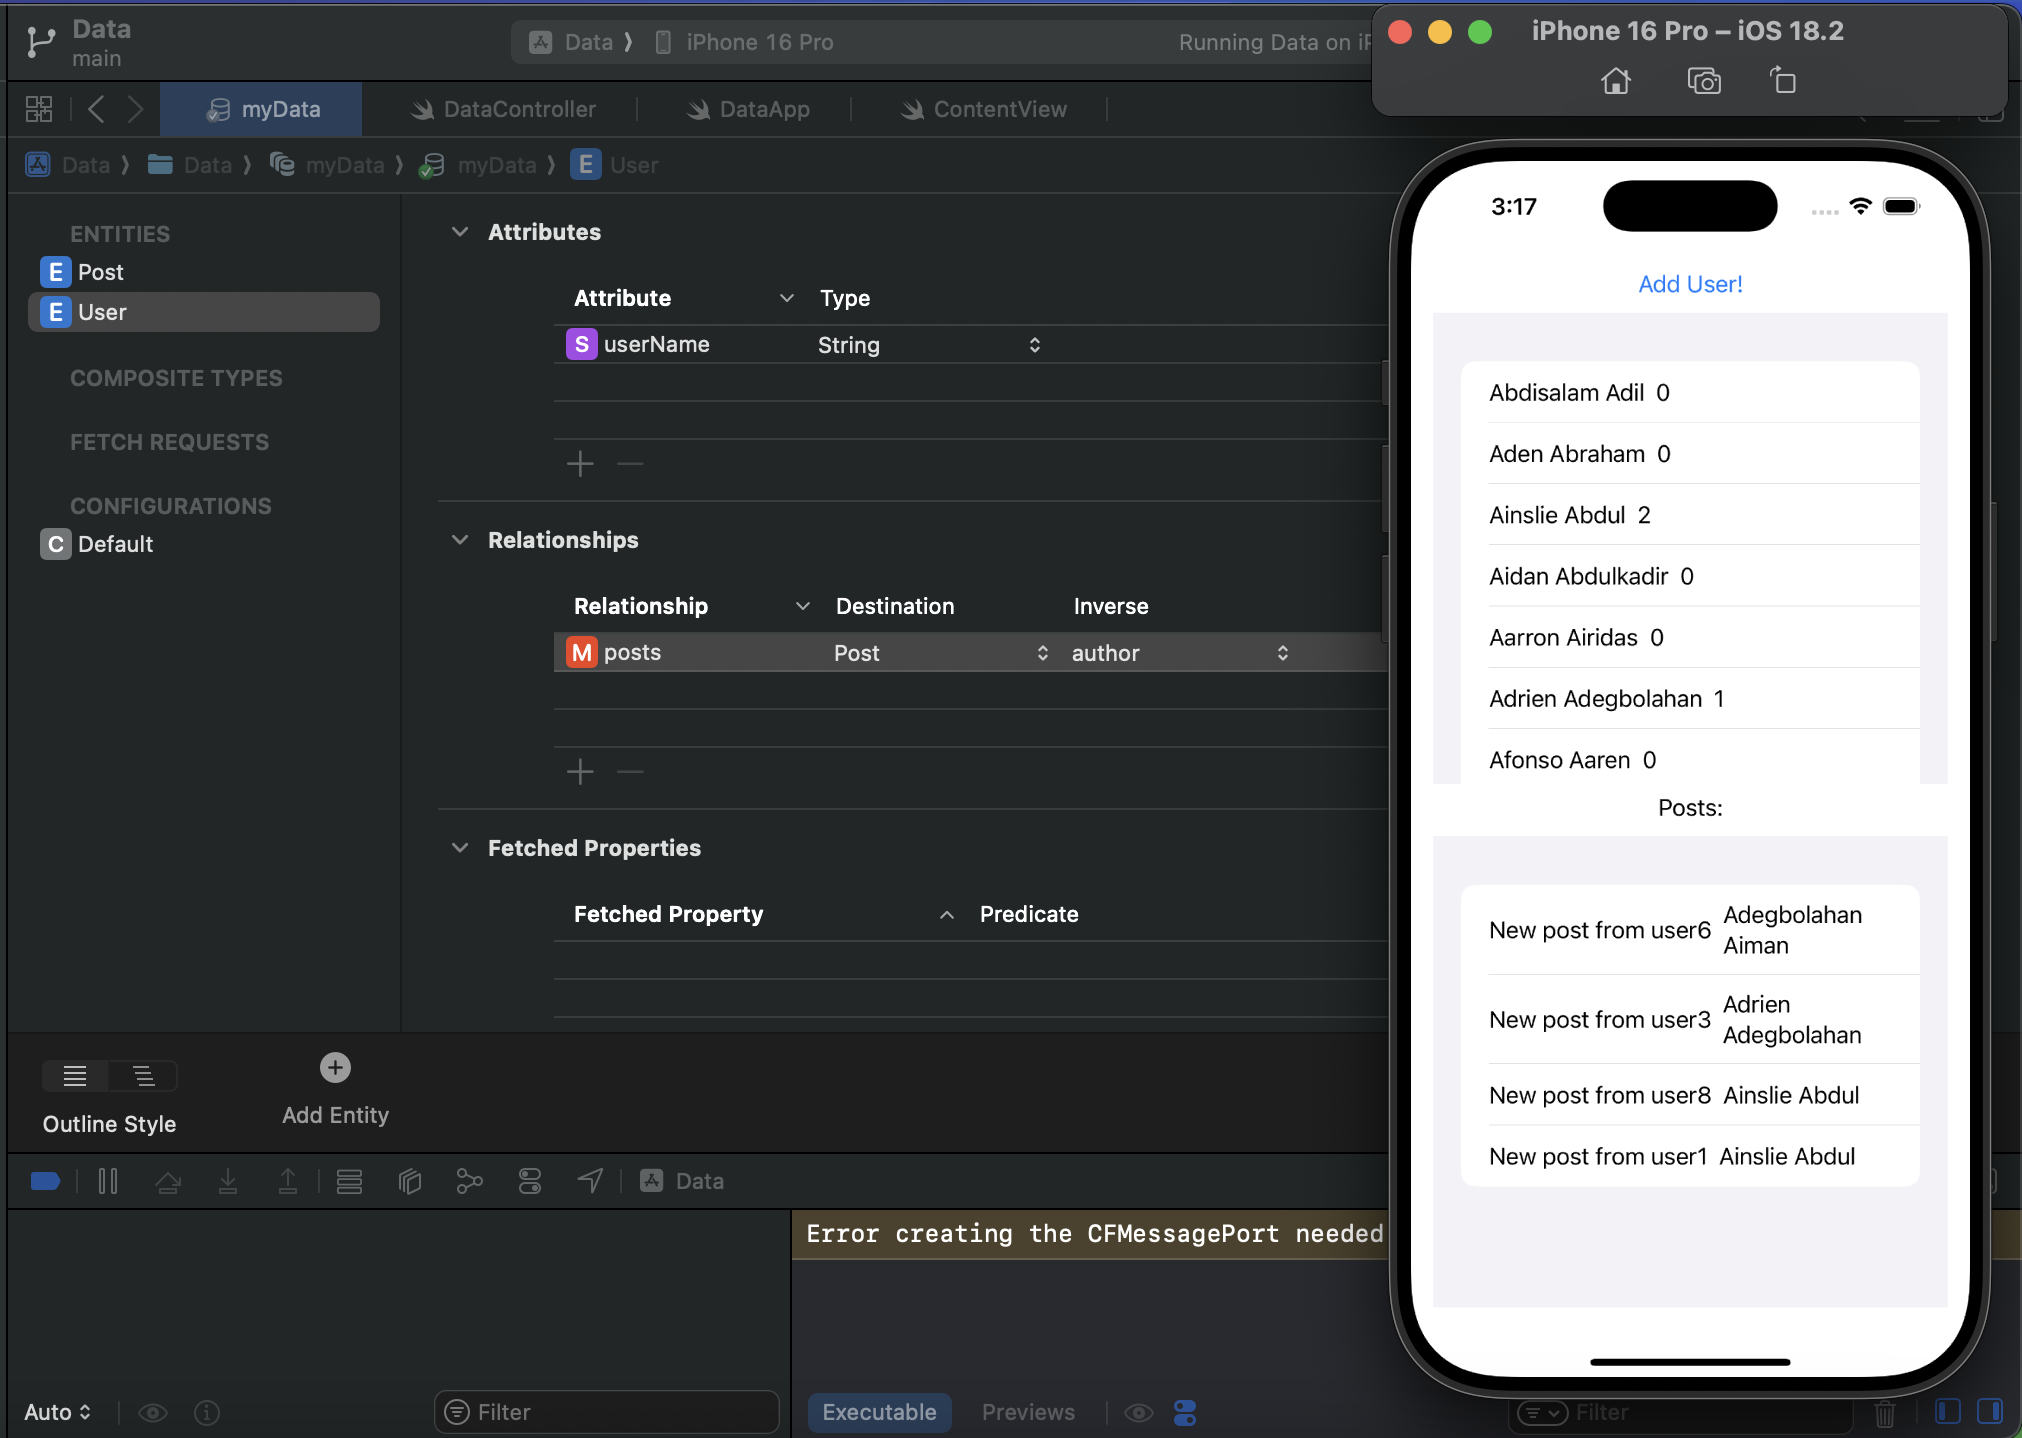 Data
main
Data ❯ iPhone 16 Pro
Running Data on iP
iPhone 16 Pro – iOS 18.2
myData
DataController
DataApp
ContentView
Data ❯ Data ❯ myData ❯ myData ❯ E User
ENTITIES
E Post
E User
COMPOSITE TYPES
FETCH REQUESTS
CONFIGURATIONS
C Default
Attributes
Attribute Type
S userName String
Relationships
Relationship Destination Inverse
M posts Post author
Fetched Properties
Fetched Property Predicate
Outline Style
Add Entity
Data
Error creating the CFMessagePort needed
Auto
Filter
Executable
Previews
Filter
3:17
Add User!
Abdisalam Adil 0
Aden Abraham 0
Ainslie Abdul 2
Aidan Abdulkadir 0
Aarron Airidas 0
Adrien Adegbolahan 1
Afonso Aaren 0
Posts:
New post from user6 Adegbolahan
Aiman
New post from user3 Adrien
Adegbolahan
New post from user8 Ainslie Abdul
New post from user1 Ainslie Abdul